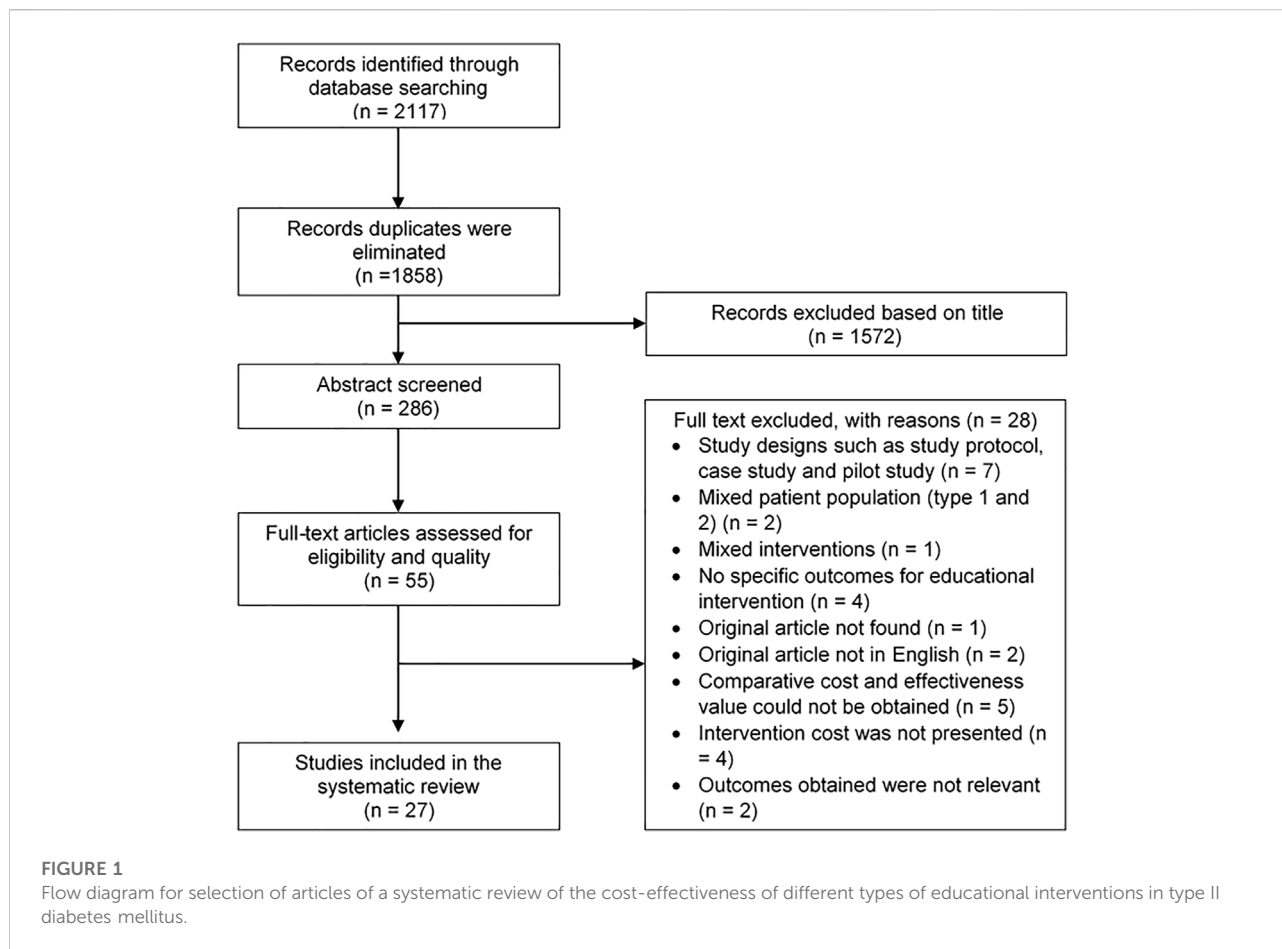 Records identified through
database searching
(n = 2117)
Records duplicates were
eliminated
(n =1858)
Records excluded based on title
(n = 1572)
Abstract screened
(n = 286)
Full-text articles assessed for
eligibility and quality
(n = 55)
Full text excluded, with reasons (n = 28)
• Study designs such as study protocol,
case study and pilot study (n = 7)
• Mixed patient population (type 1 and
2) (n = 2)
• Mixed interventions (n = 1)
• No specific outcomes for educational
intervention (n = 4)
• Original article not found (n = 1)
• Original article not in English (n = 2)
• Comparative cost and effectiveness
value could not be obtained (n = 5)
• Intervention cost was not presented (n
= 4)
• Outcomes obtained were not relevant
(n = 2)
Studies included in the
systematic review
(n = 27)
FIGURE 1
Flow diagram for selection of articles of a systematic review of the cost-effectiveness of different types of educational interventions in type II
diabetes mellitus.